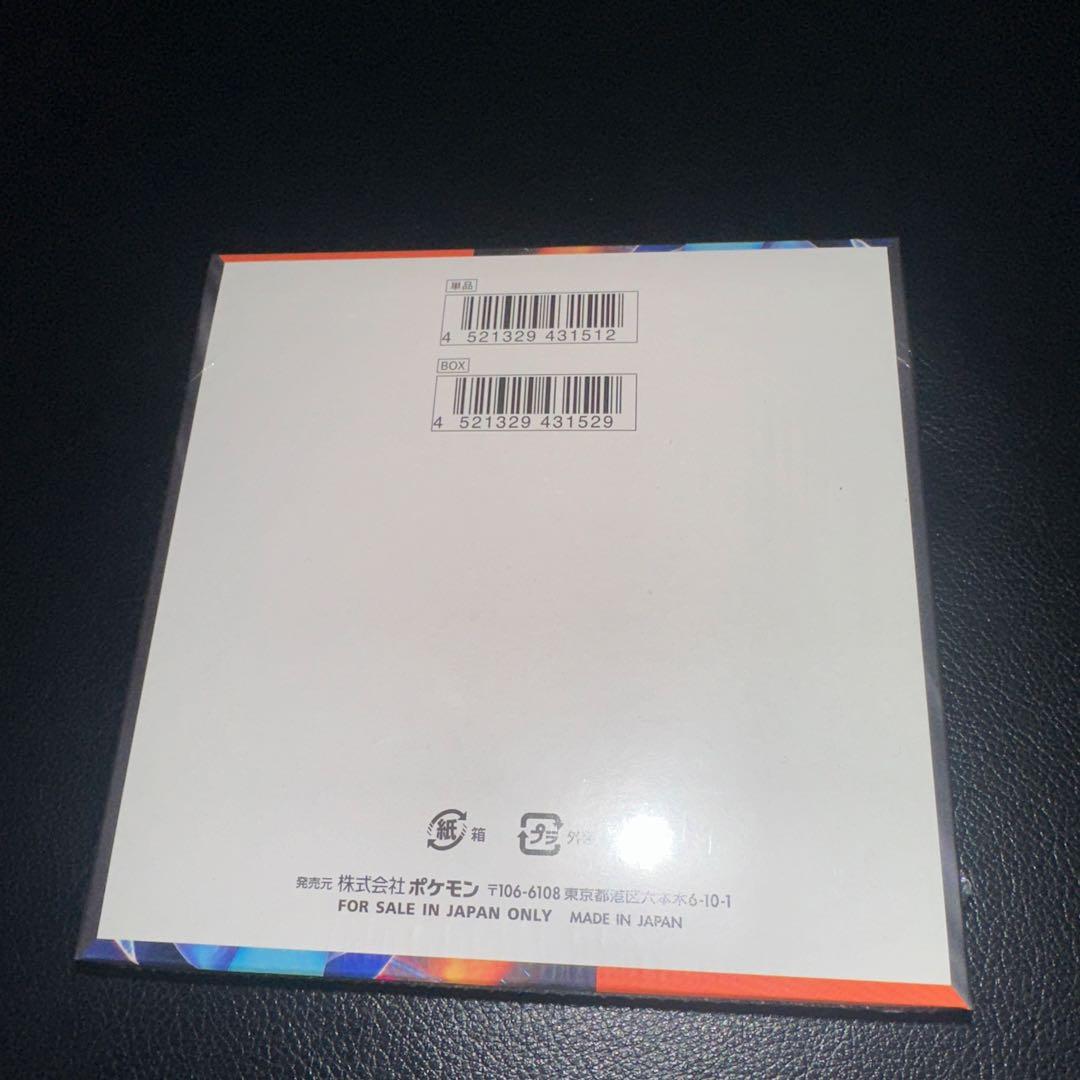 単品
4 521329 431512
BOX
4 521329 431529
紙 箱 プラ 外
発売元 株式会社ポケモン 〒106-6108 東京都港区六本木6-10-1
FOR SALE IN JAPAN ONLY MADE IN JAPAN